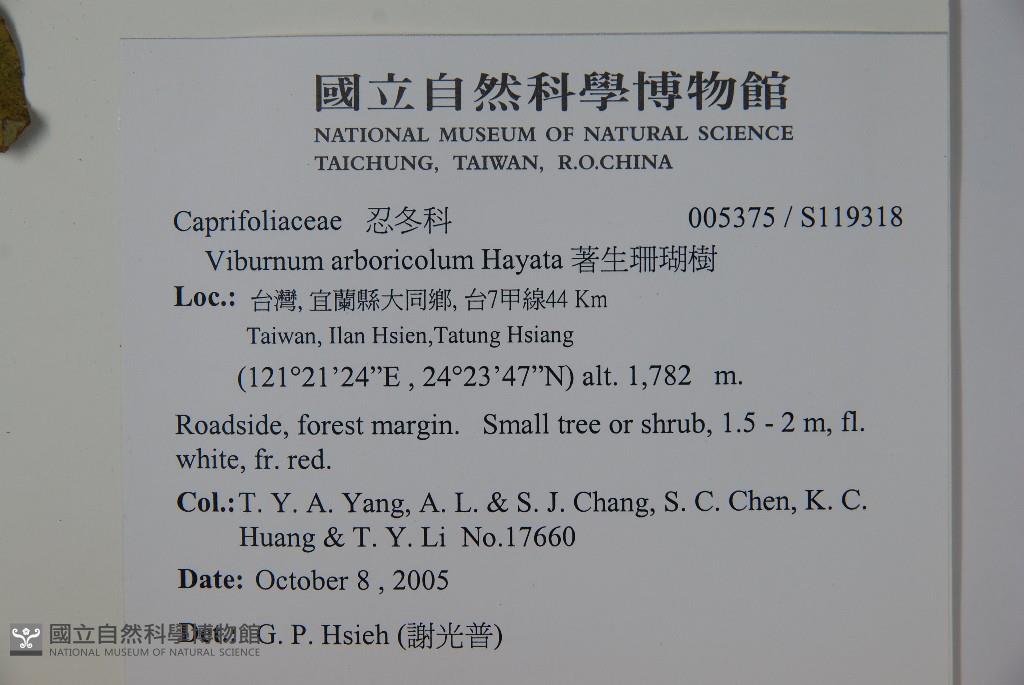 國立自然科學博物館
NATIONAL MUSEUM OF NATURAL SCIENCE
TAICHUNG, TAIWAN, R.O.CHINA
Caprifoliaceae 忍冬科 005375 / S119318
Viburnum arboricolum Hayata 著生珊瑚樹
Loc.: 台灣, 宜蘭縣大同鄉, 台7甲線44 Km
Taiwan, Ilan Hsien,Tatung Hsiang
(121°21’24”E , 24°23’47”N) alt. 1,782 m.
Roadside, forest margin. Small tree or shrub, 1.5 - 2 m, fl.
white, fr. red.
Col.: T. Y. A. Yang, A. L. & S. J. Chang, S. C. Chen, K. C.
Huang & T. Y. Li No.17660
Date: October 8 , 2005
Det.: G. P. Hsieh (謝光普)
國立自然科學博物館
NATIONAL MUSEUM OF NATURAL SCIENCE